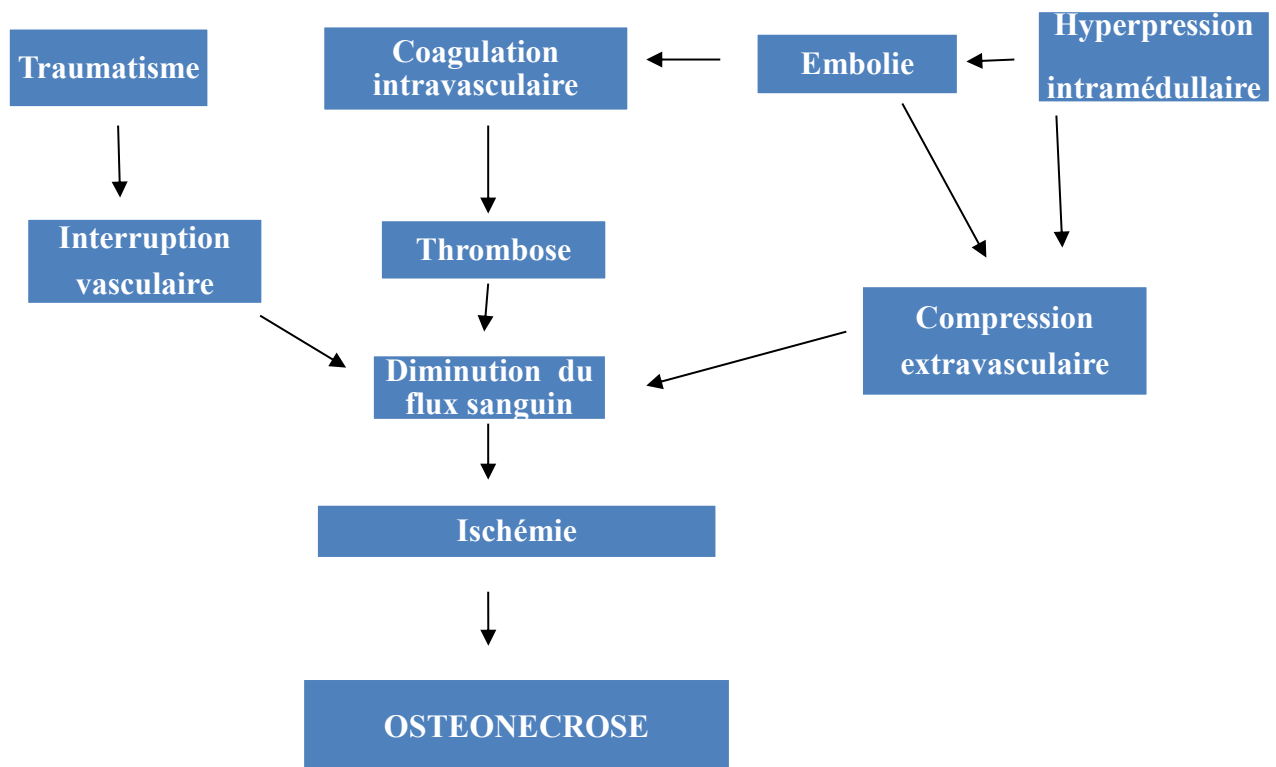 Traumatisme
Coagulation
intravasculaire
Embolie
Hyperpression
intramédullaire
Interruption
vasculaire
Thrombose
Compression
extravasculaire
Diminution du
flux sanguin
Ischémie
OSTEONECROSE